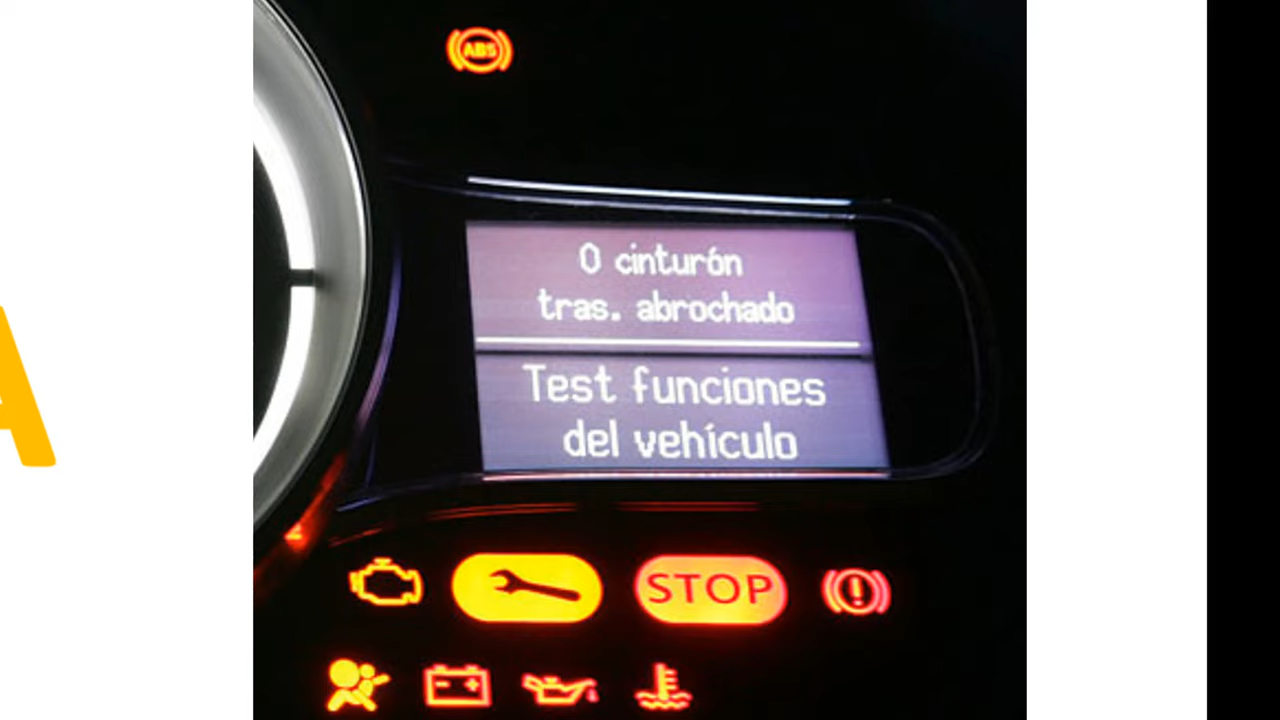 ABS
0 cinturón
tras. abrochado
Test funciones
del vehículo
STOP
A